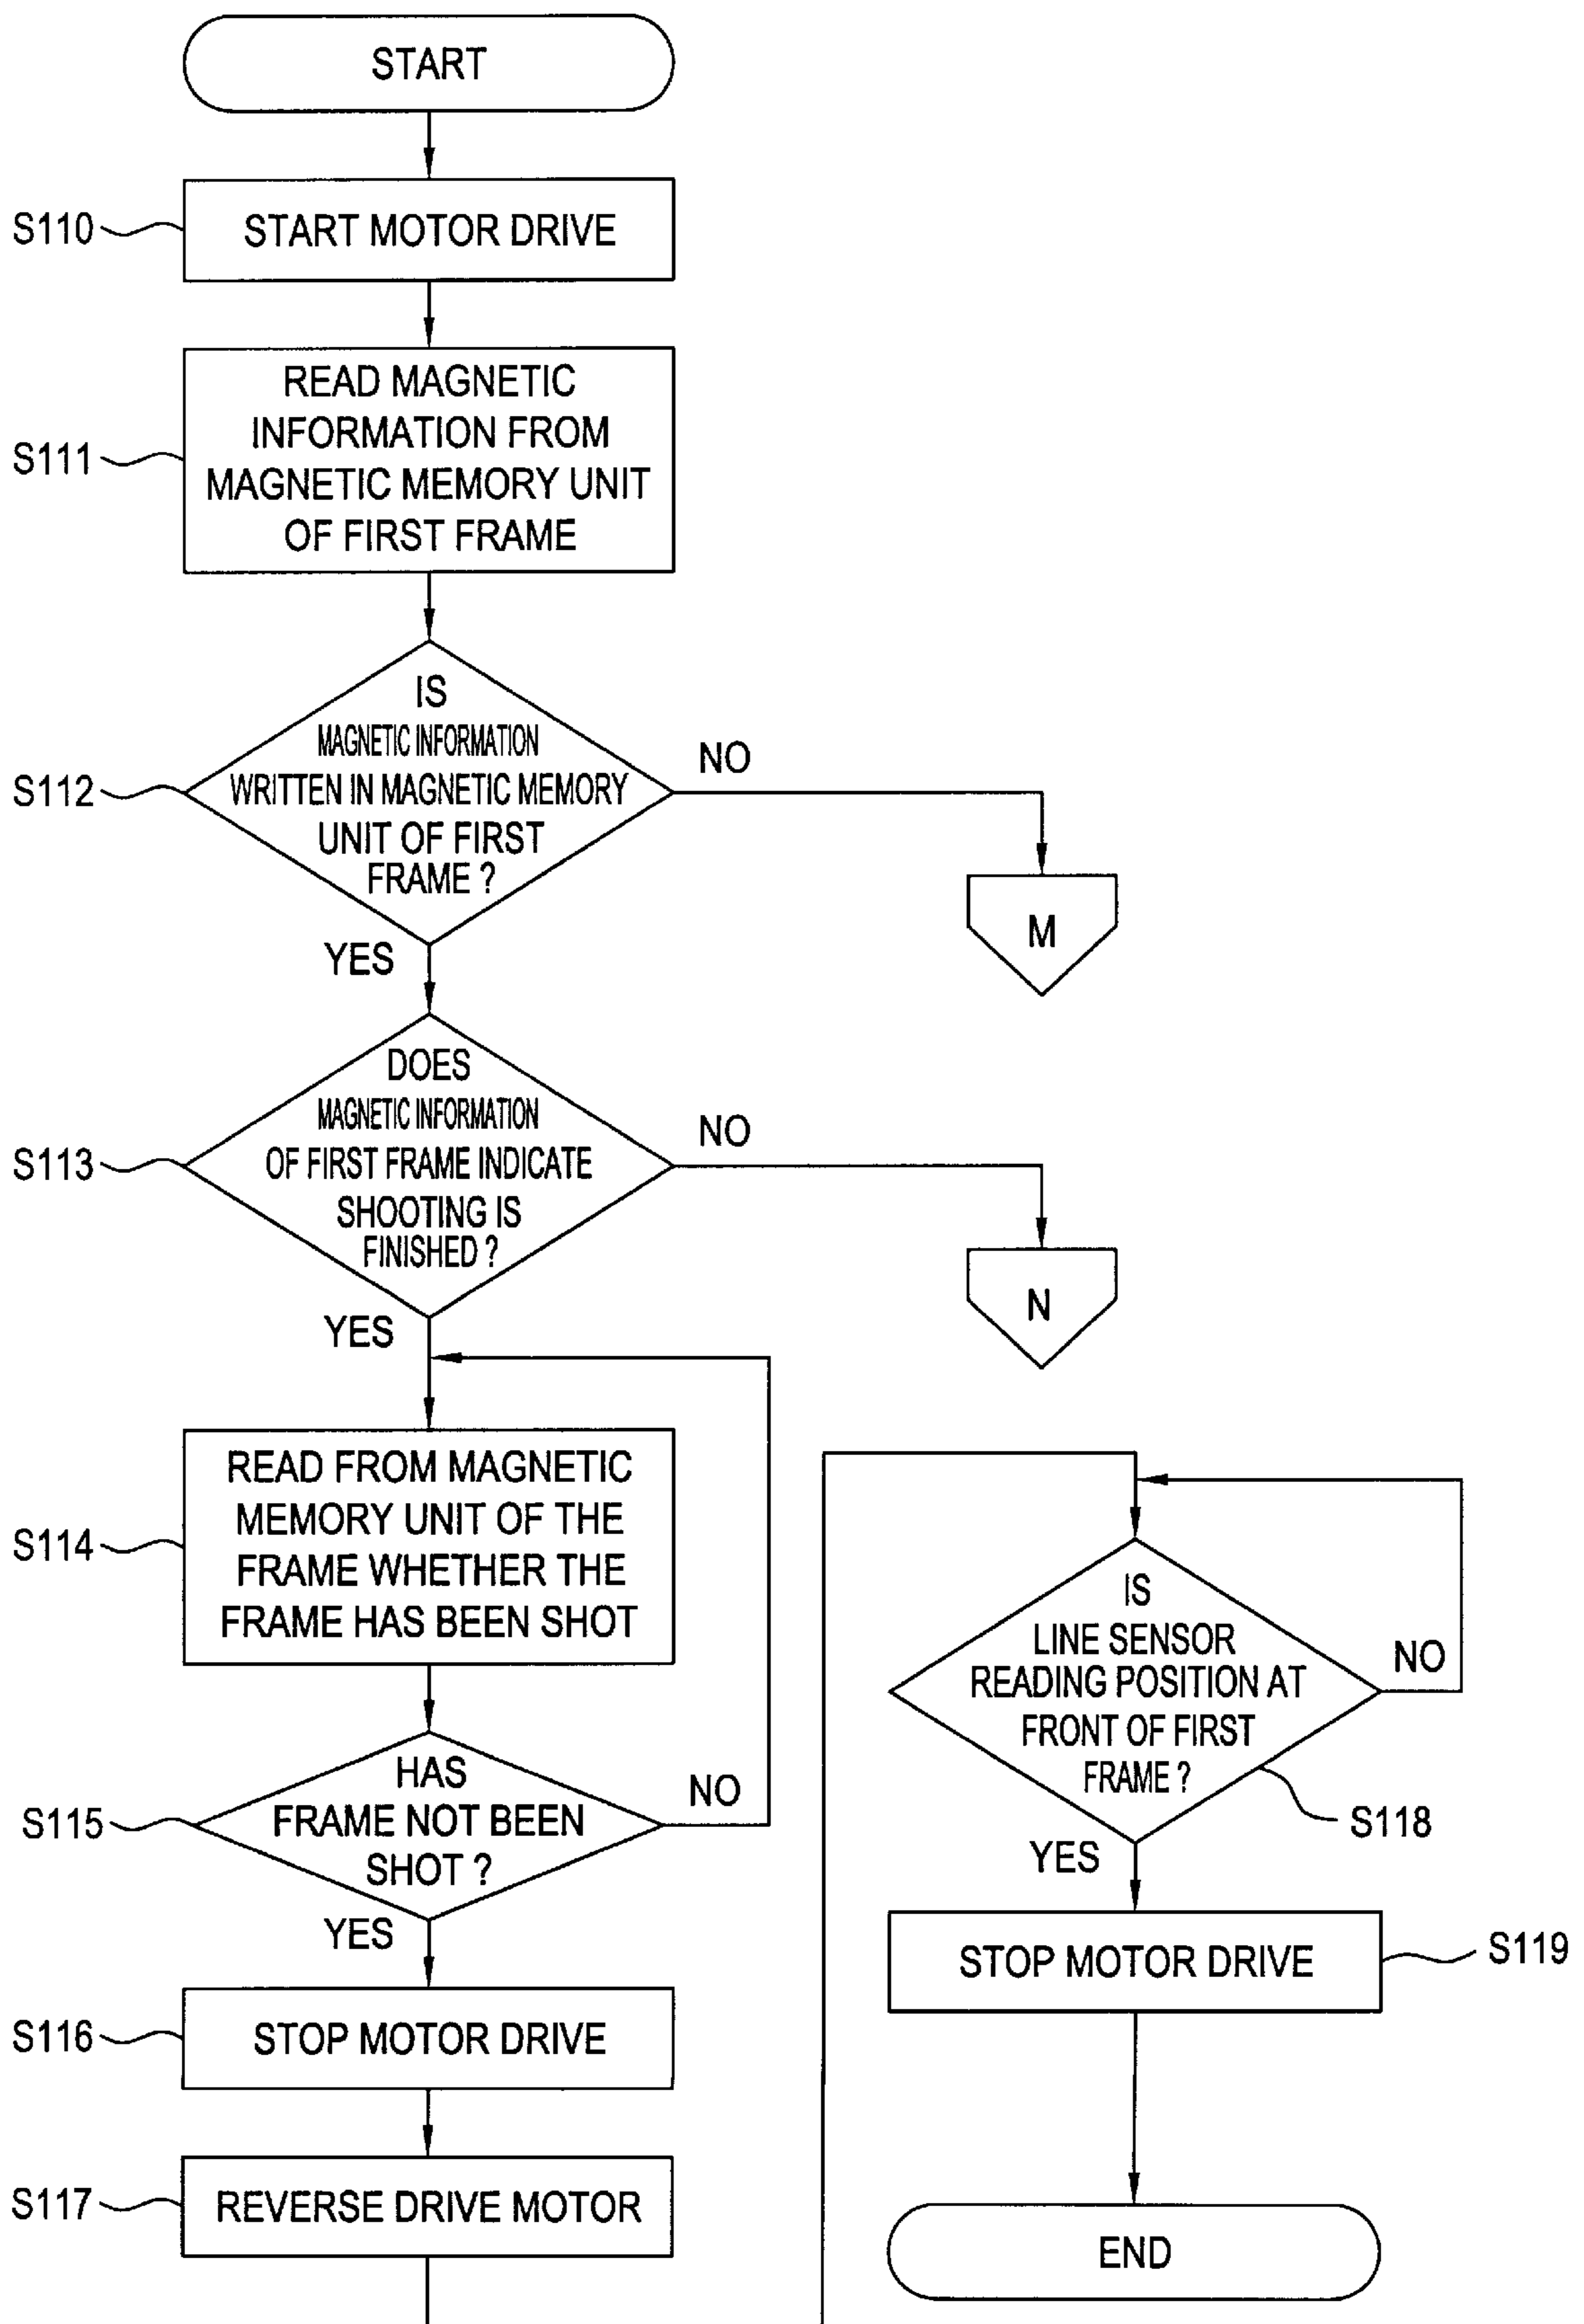 START
S110
START MOTOR DRIVE
S111
READ MAGNETIC
INFORMATION FROM
MAGNETIC MEMORY UNIT
OF FIRST FRAME
S112
IS
MAGNETIC INFORMATION
WRITTEN IN MAGNETIC MEMORY
UNIT OF FIRST
FRAME ?
NO
M
YES
S113
DOES
MAGNETIC INFORMATION
OF FIRST FRAME INDICATE
SHOOTING IS
FINISHED ?
NO
N
YES
S114
READ FROM MAGNETIC
MEMORY UNIT OF THE
FRAME WHETHER THE
FRAME HAS BEEN SHOT
S115
HAS
FRAME NOT BEEN
SHOT ?
NO
YES
S116
STOP MOTOR DRIVE
S117
REVERSE DRIVE MOTOR
IS
LINE SENSOR
READING POSITION AT
FRONT OF FIRST
FRAME ?
NO
S118
YES
STOP MOTOR DRIVE
S119
END